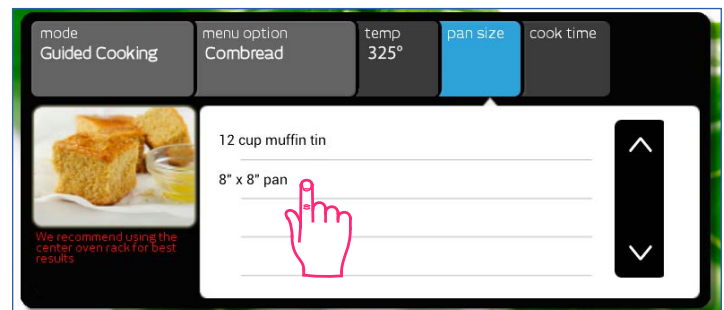 mode
Guided Cooking
menu option
Cornbread
temp
325°
pan size
cook time
12 cup muffin tin
8" x 8" pan
We recommend using the
center oven rack for best
results